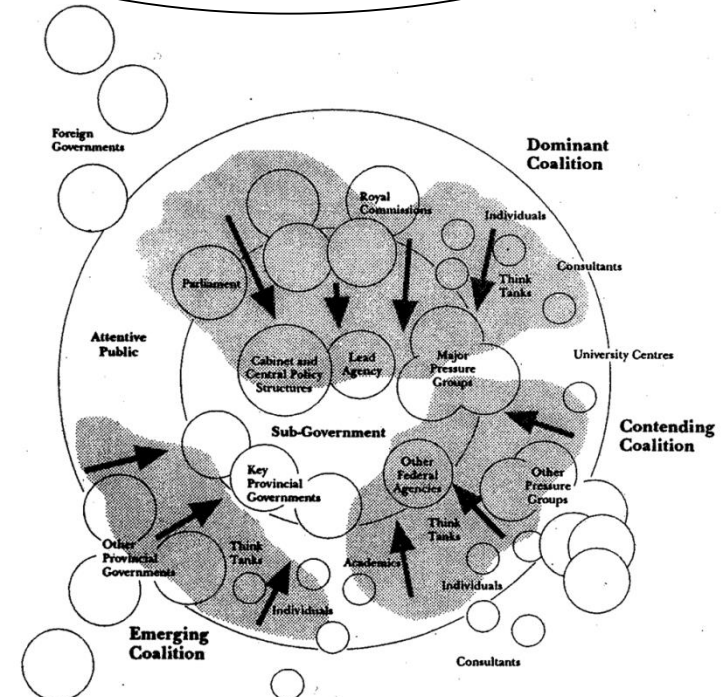 Foreign
Governments
Dominant
Coalition
Royal
Commissions
Individuals
Parliament
Think
Tanks
Consultants
Attentive
Public
Cabinet and
Central Policy
Structures
Lead
Agency
Major
Pressure
Groups
University Centres
Sub-Government
Contending
Coalition
Key
Provincial
Governments
Other
Federal
Agencies
Other
Pressure
Groups
Other
Provincial
Governments
Think
Tanks
Think
Tanks
Academics
Individuals
Individuals
Emerging
Coalition
Consultants